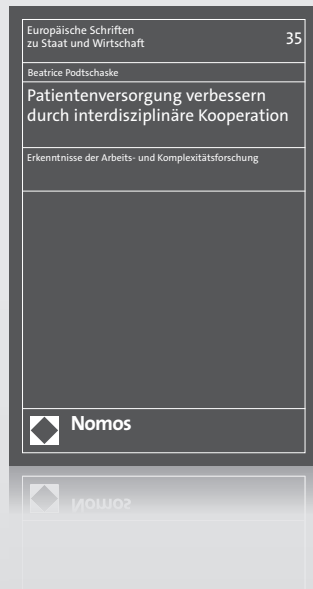 Europäische Schriften
zu Staat und Wirtschaft
35
Beatrice Podtschaske
Patientenversorgung verbessern
durch interdisziplinäre Kooperation
Erkenntnisse der Arbeits- und Komplexitätsforschung
Nomos